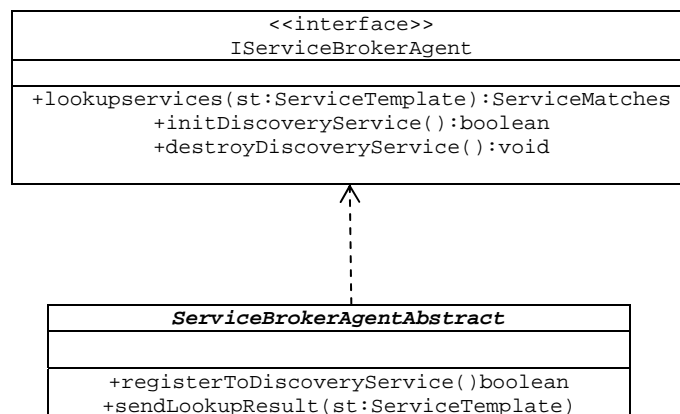 <<interface>>
IServiceBrokerAgent
+lookupservices(st:ServiceTemplate):ServiceMatches
+initDiscoveryService():boolean
+destroyDiscoveryService():void
ServiceBrokerAgentAbstract
+registerToDiscoveryService()boolean
+sendLookupResult(st:ServiceTemplate)